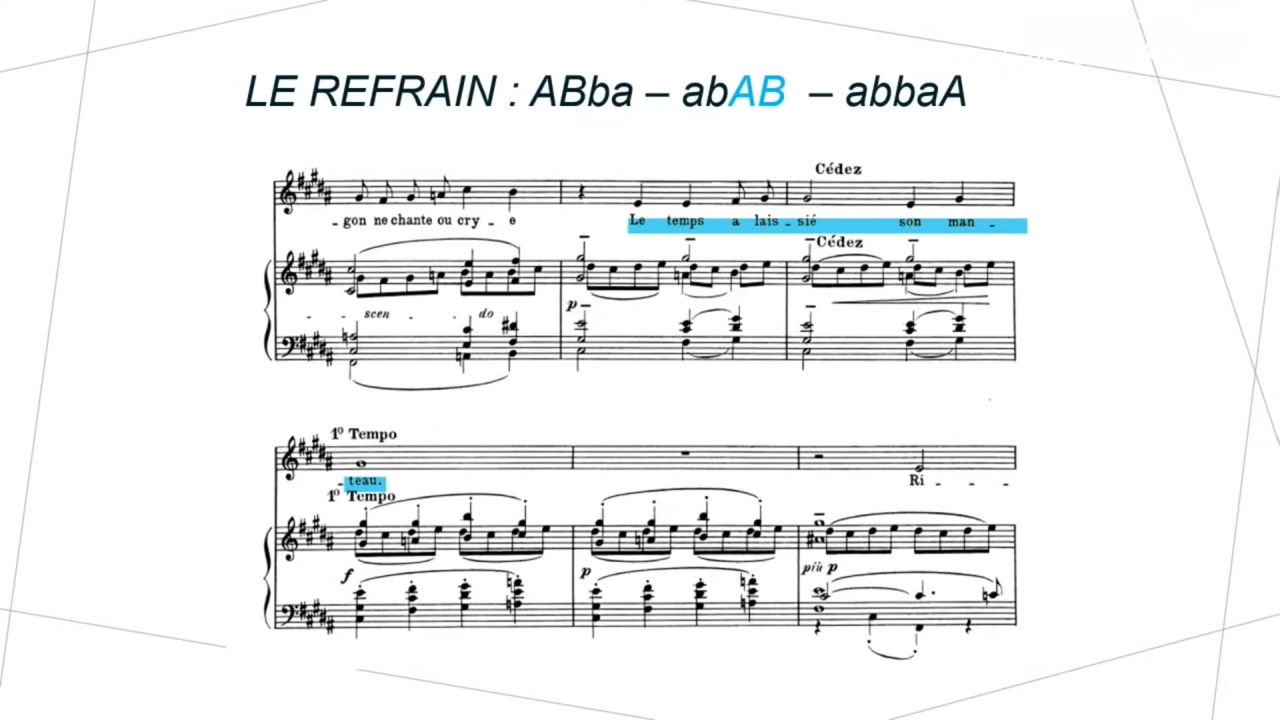 LE REFRAIN : ABba – abAB – abbaA
Cédez
- gon ne chante ou cry - e Le temps a lais - sié son man -
Cédez
- - scen - - do p
1º Tempo
- teau. Ri - - -
1º Tempo
f p più p